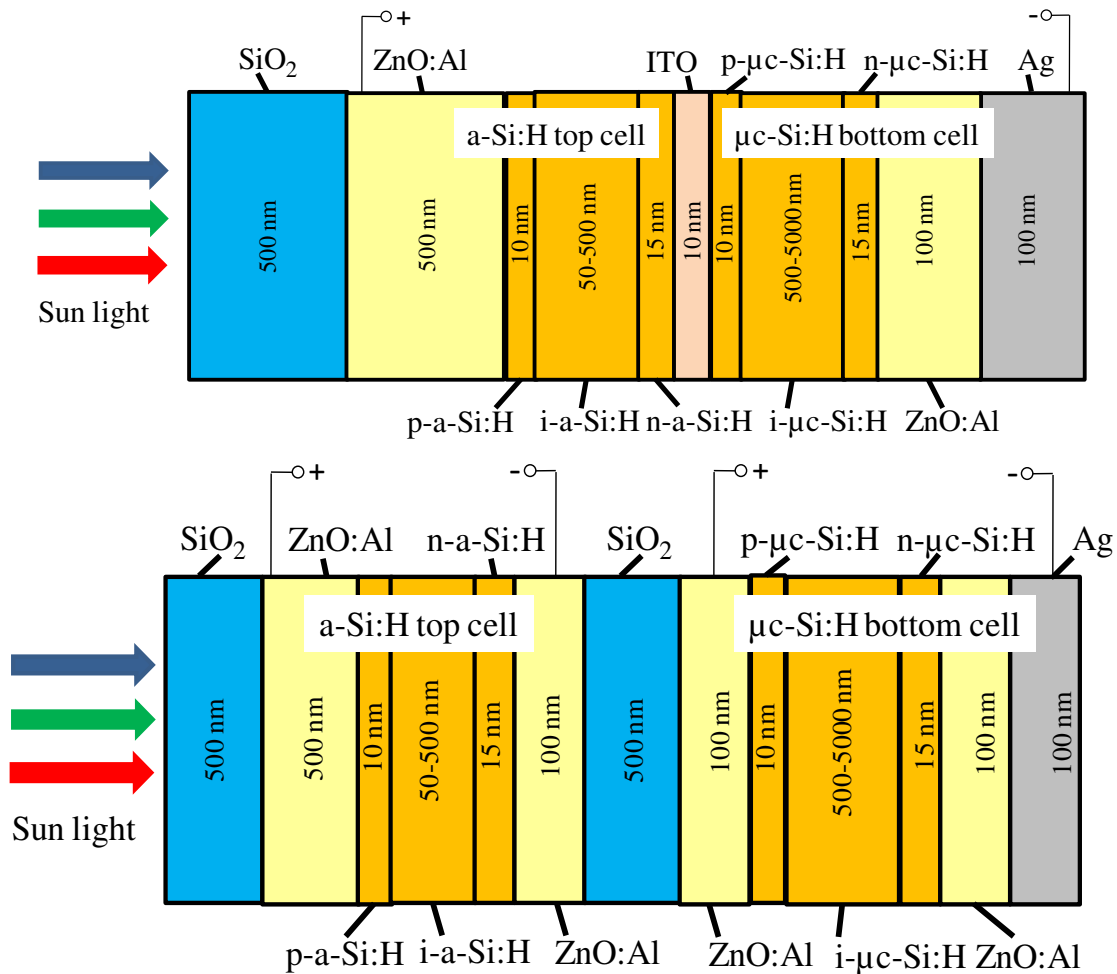 +
-
SiO2
ZnO:Al
ITO
p-µc-Si:H
n-µc-Si:H
Ag
a-Si:H top cell
µc-Si:H bottom cell
500 nm
500 nm
10 nm
50-500 nm
15 nm
10 nm
10 nm
500-5000 nm
15 nm
100 nm
100 nm
Sun light
p-a-Si:H
i-a-Si:H
n-a-Si:H
i-µc-Si:H
ZnO:Al
+
-
+
-
SiO2
ZnO:Al
n-a-Si:H
SiO2
p-µc-Si:H
n-µc-Si:H
Ag
a-Si:H top cell
µc-Si:H bottom cell
500 nm
500 nm
10 nm
50-500 nm
15 nm
100 nm
500 nm
100 nm
10 nm
500-5000 nm
15 nm
100 nm
100 nm
Sun light
p-a-Si:H
i-a-Si:H
ZnO:Al
ZnO:Al
i-µc-Si:H
ZnO:Al